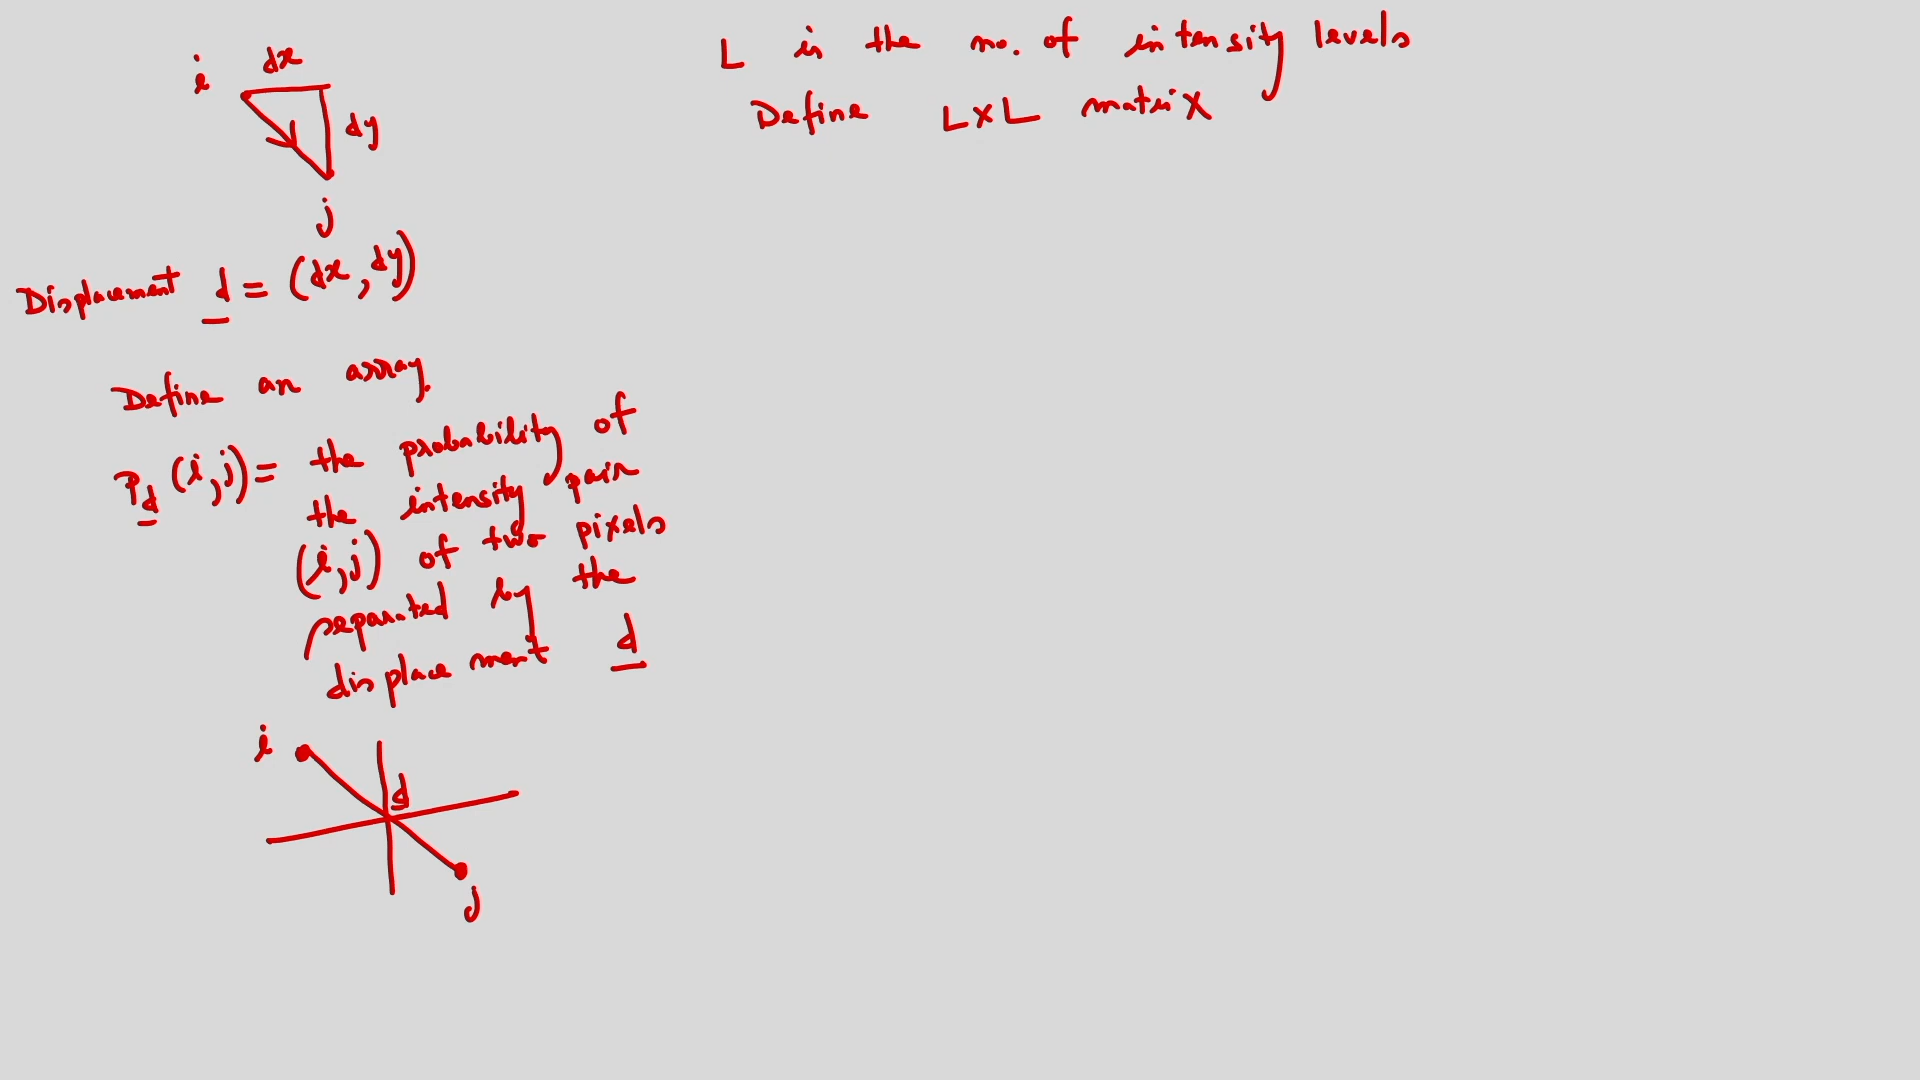 i
dx
dy
j
Displacement d = (dx, dy)
Define an array.
P_d (i,j) = the probability of
the intensity pair
(i,j) of two pixels
separated by the
displacement d
i
d
j
L is the no. of intensity levels
Define L x L matrix